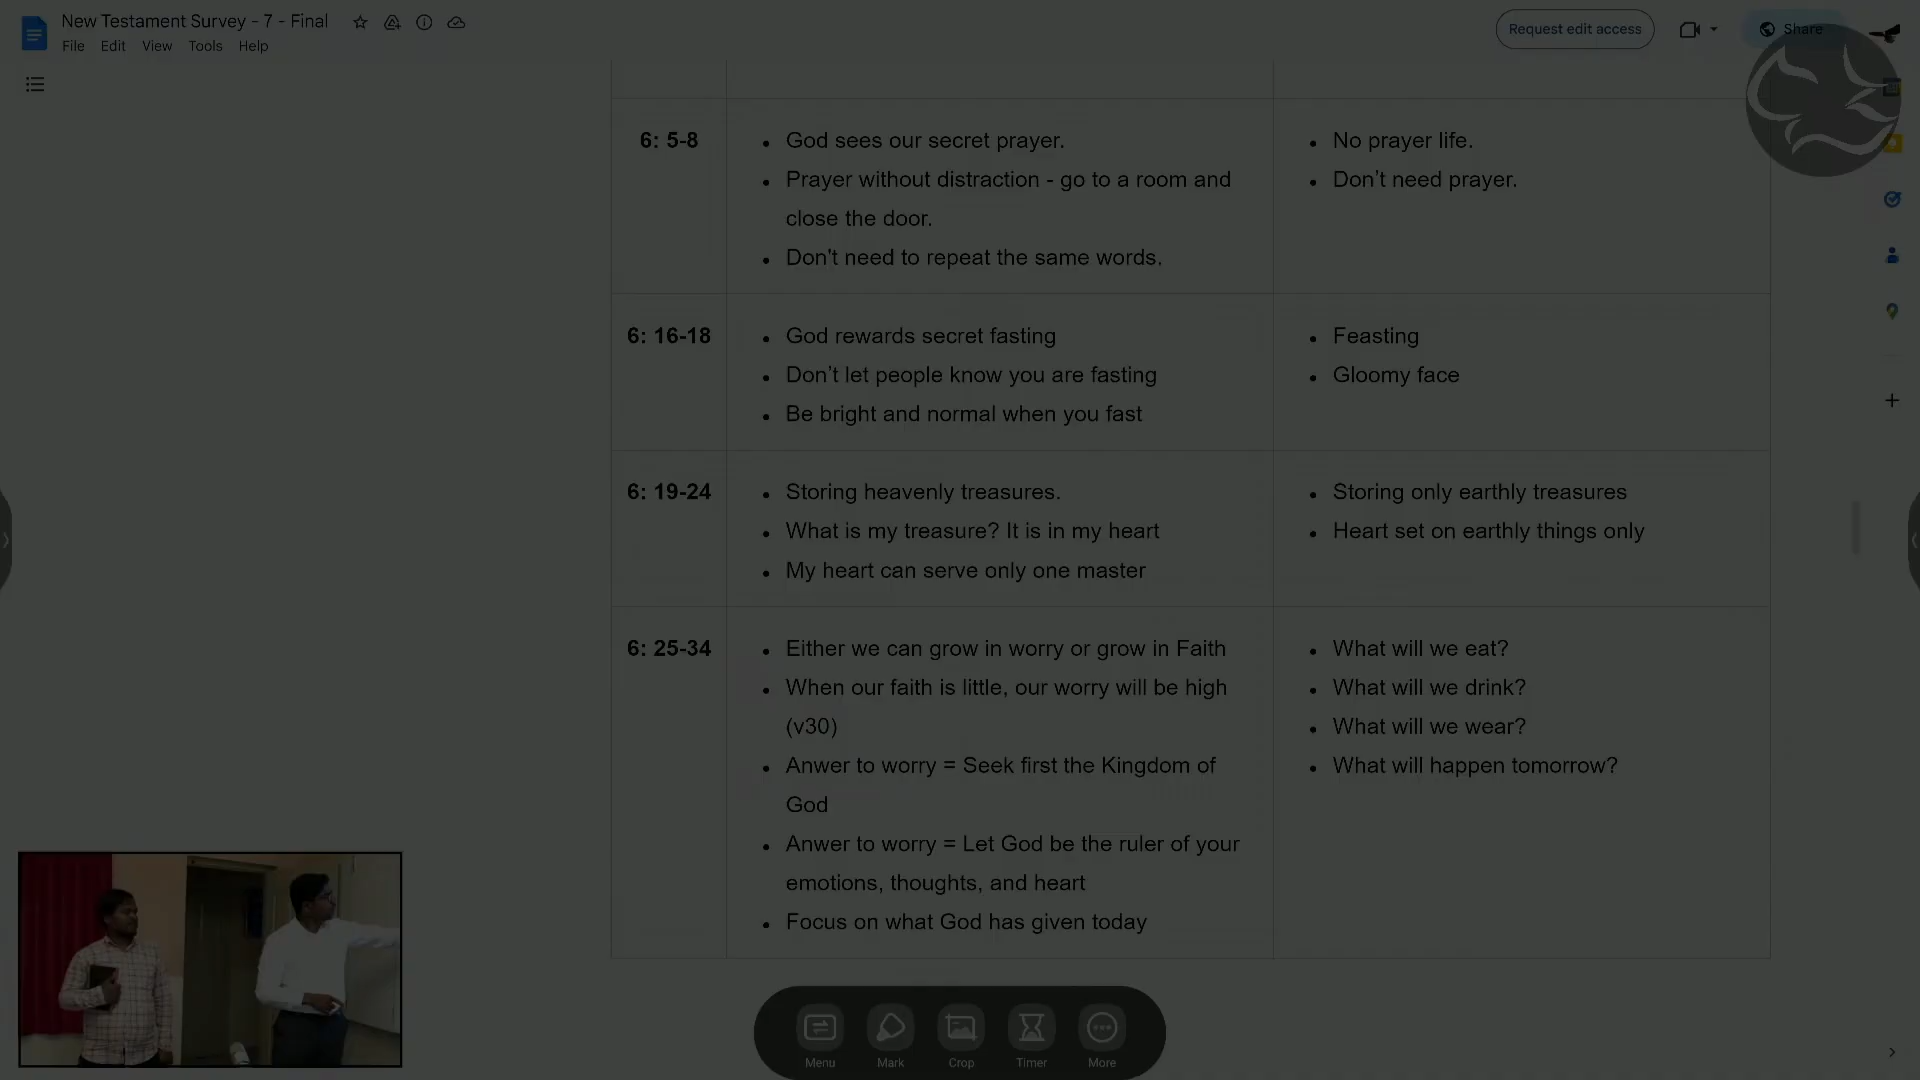 New Testament Survey - 7 - Final
File Edit View Tools Help
Request edit access
Share
6: 5-8
God sees our secret prayer.
Prayer without distraction - go to a room and
close the door.
Don't need to repeat the same words.
No prayer life.
Don’t need prayer.
6: 16-18
God rewards secret fasting
Don’t let people know you are fasting
Be bright and normal when you fast
Feasting
Gloomy face
6: 19-24
Storing heavenly treasures.
What is my treasure? It is in my heart
My heart can serve only one master
Storing only earthly treasures
Heart set on earthly things only
6: 25-34
Either we can grow in worry or grow in Faith
When our faith is little, our worry will be high
(v30)
Anwer to worry = Seek first the Kingdom of
God
Anwer to worry = Let God be the ruler of your
emotions, thoughts, and heart
Focus on what God has given today
What will we eat?
What will we drink?
What will we wear?
What will happen tomorrow?
Menu Mark Crop Timer More